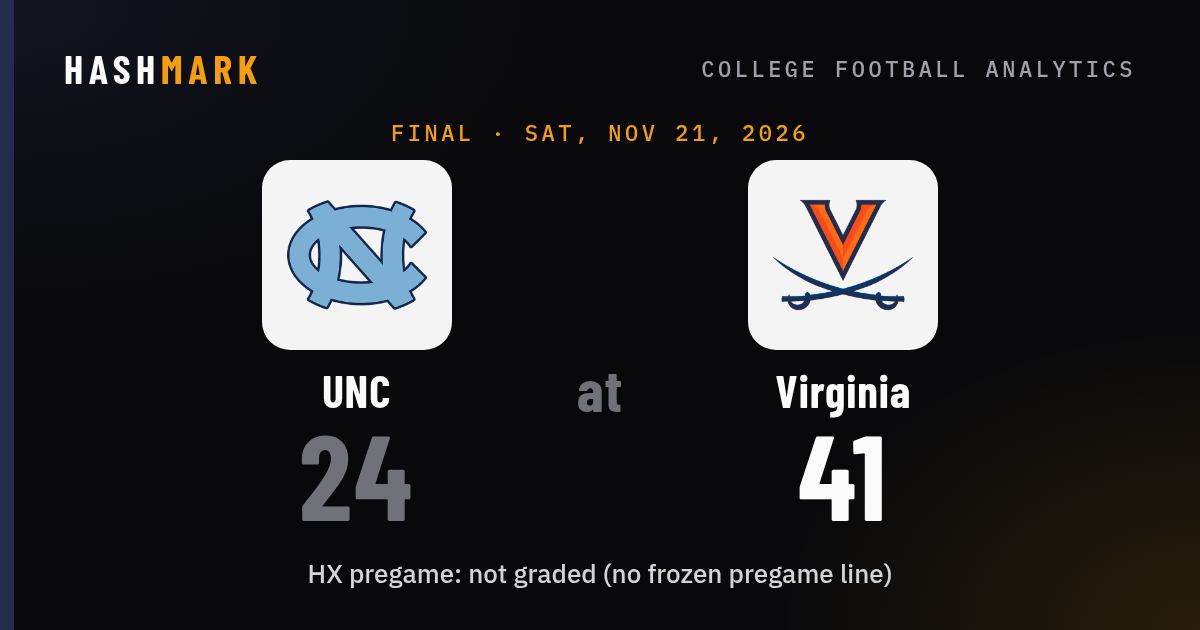 HASHMARK
COLLEGE FOOTBALL ANALYTICS
FINAL · SAT, NOV 21, 2026
NC
V
UNC at Virginia
24 41
HX pregame: not graded (no frozen pregame line)